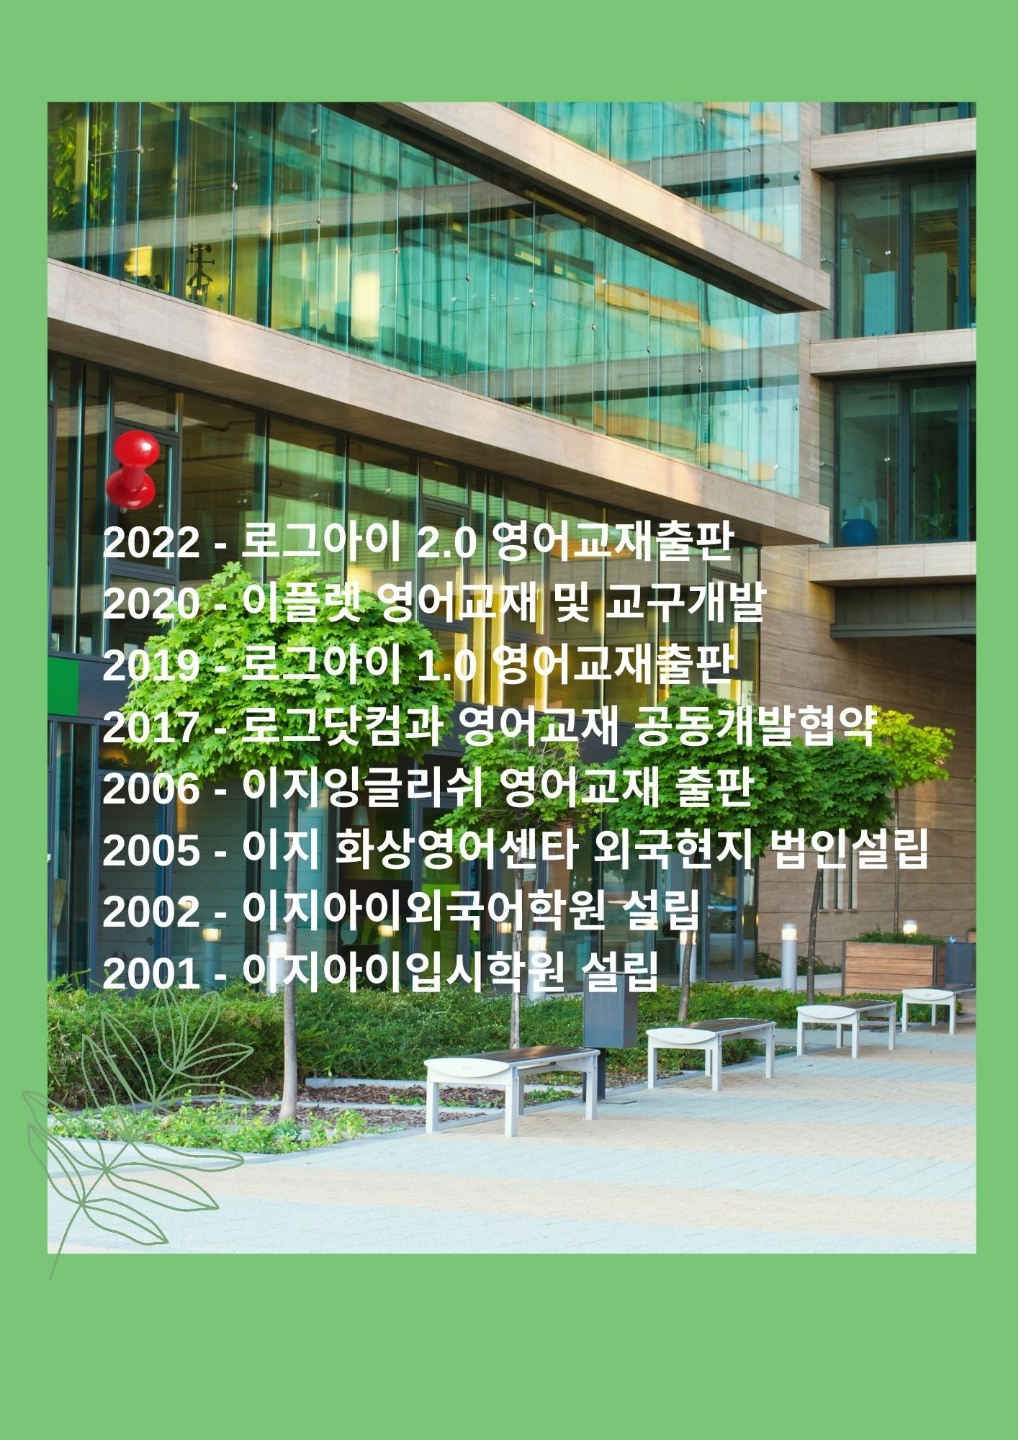 2022 - 로그아이 2.0 영어교재출판
2020 - 이플렛 영어교재 및 교구개발
2019 - 로그아이 1.0 영어교재출판
2017 - 로그닷컴과 영어교재 공동개발협약
2006 - 이지잉글리쉬 영어교재 출판
2005 - 이지 화상영어센타 외국현지 법인설립
2002 - 이지아이외국어학원 설립
2001 - 이지아이입시학원 설립